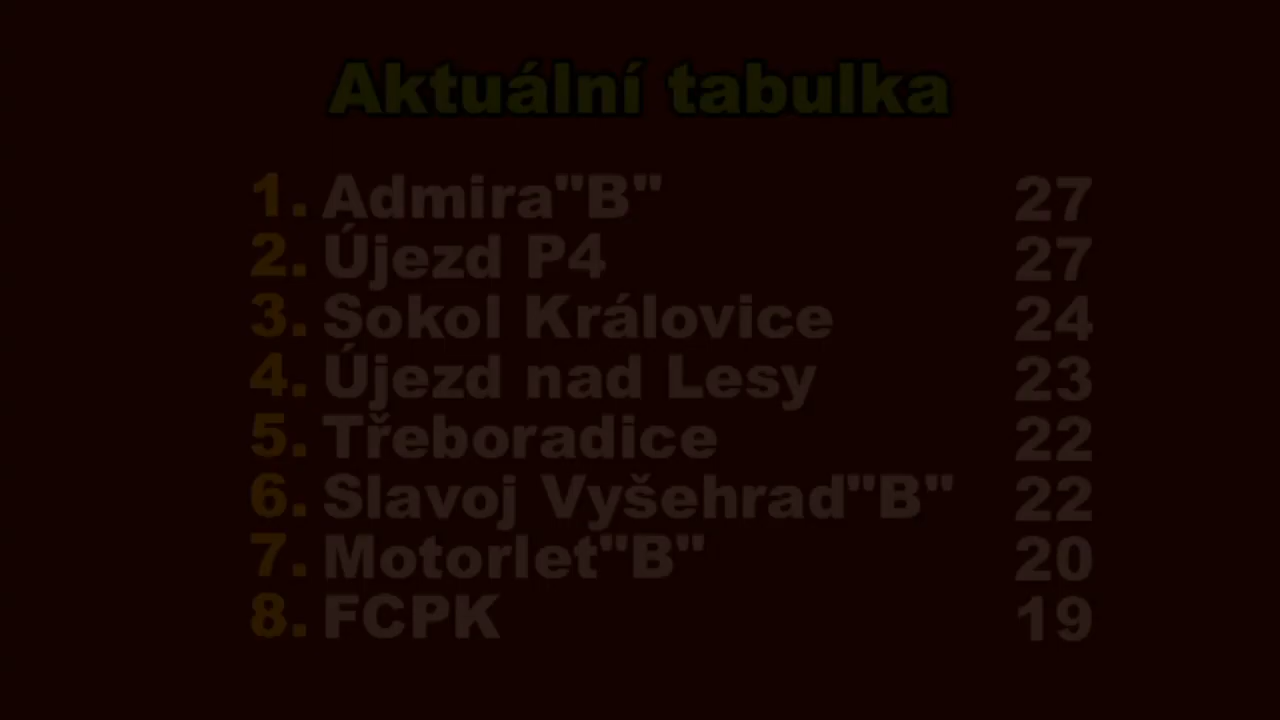 Aktuální tabulka
1. Admira"B" 27
2. Újezd P4 27
3. Sokol Královice 24
4. Újezd nad Lesy 23
5. Třeboradice 22
6. Slavoj Vyšehrad"B" 22
7. Motorlet"B" 20
8. FCPK 19